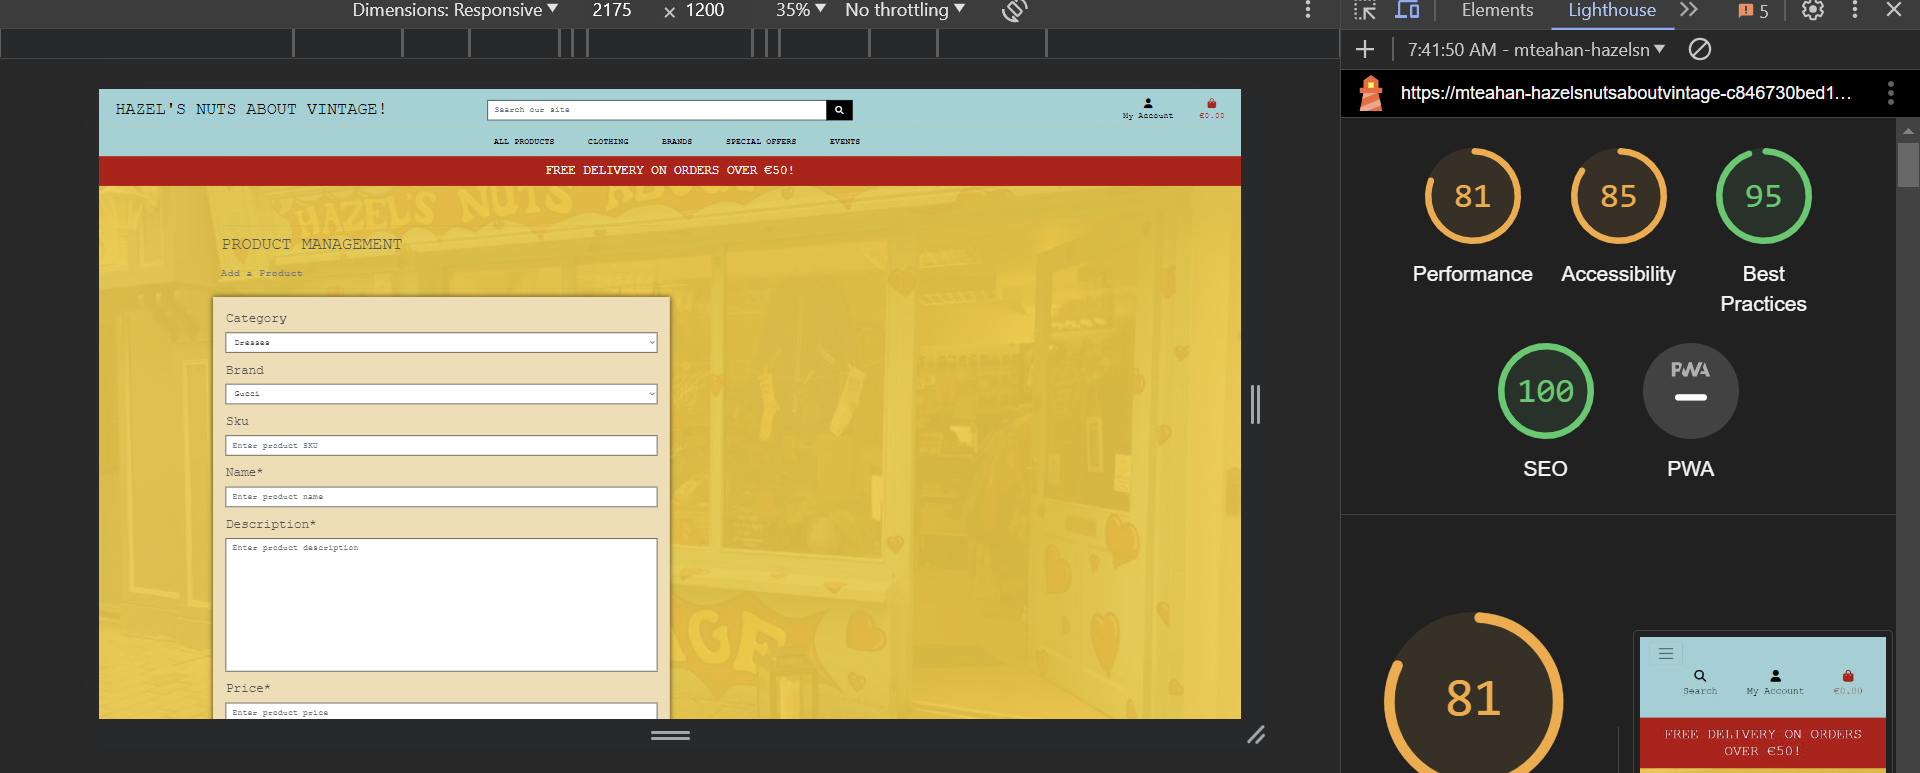 Dimensions: Responsive 2175 × 1200 35% No throttling
Elements Lighthouse 5
7:41:50 AM - mteahan-hazelsn
https://mteahan-hazelsnutsaboutvintage-c846730bed1...
HAZEL'S NUTS ABOUT VINTAGE!
Search our site
My Account
€0.00
ALL PRODUCTS CLOTHING BRANDS SPECIAL OFFERS EVENTS
FREE DELIVERY ON ORDERS OVER €50!
HAZEL'S NUTS ABOUT
PRODUCT MANAGEMENT
Add a Product
Category
Dresses
Brand
Gucci
Sku
Enter product SKU
Name*
Enter product name
Description*
Enter product description
Price*
Enter product price
81
Performance
85
Accessibility
95
Best
Practices
100
SEO
PWA
PWA
81
Search
My Account
€0.00
FREE DELIVERY ON ORDERS
OVER €50!